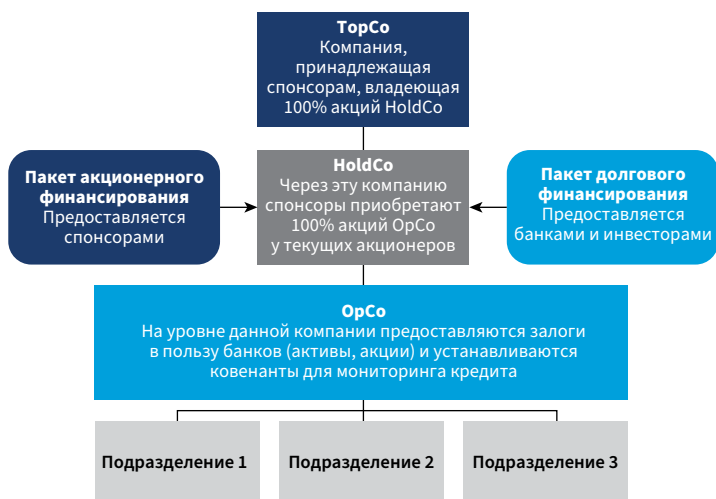 TopCo
Компания,
принадлежащая
спонсорам, владеющая
100% акций HoldCo
Пакет акционерного
финансирования
Предоставляется
спонсорами
HoldCo
Через эту компанию
спонсоры приобретают
100% акций OpCo
у текущих акционеров
Пакет долгового
финансирования
Предоставляется
банками и инвесторами
OpCo
На уровне данной компании предоставляются залоги
в пользу банков (активы, акции) и устанавливаются
ковенанты для мониторинга кредита
Подразделение 1
Подразделение 2
Подразделение 3